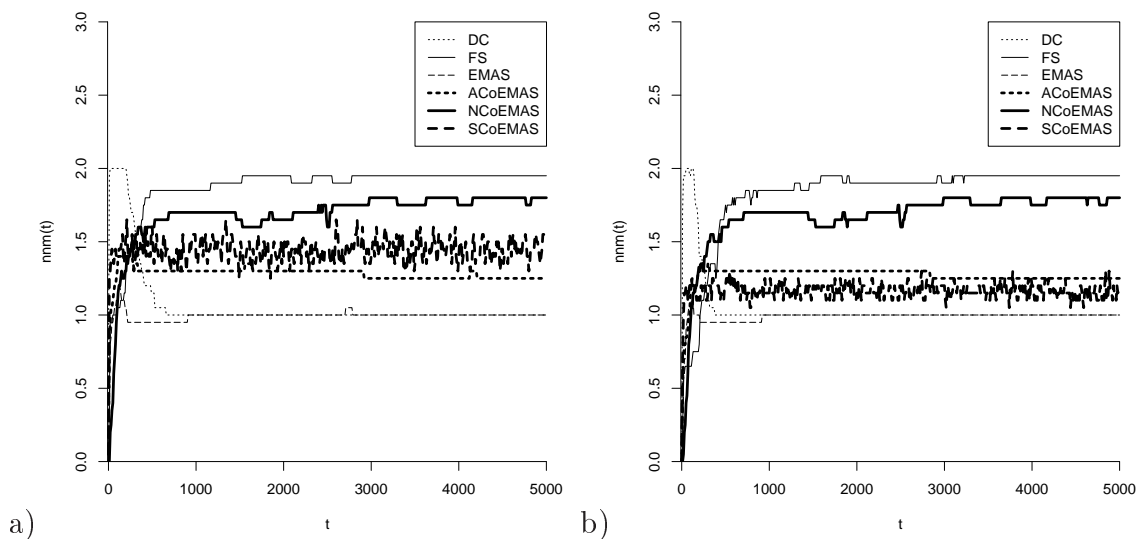 3.0
2.5
2.0
1.5
1.0
0.5
0.0
nnm(t)
DC
FS
EMAS
ACoEMAS
NCoEMAS
SCoEMAS
0 1000 2000 3000 4000 5000
t
a)
3.0
2.5
2.0
1.5
1.0
0.5
0.0
nnm(t)
DC
FS
EMAS
ACoEMAS
NCoEMAS
SCoEMAS
0 1000 2000 3000 4000 5000
t
b)